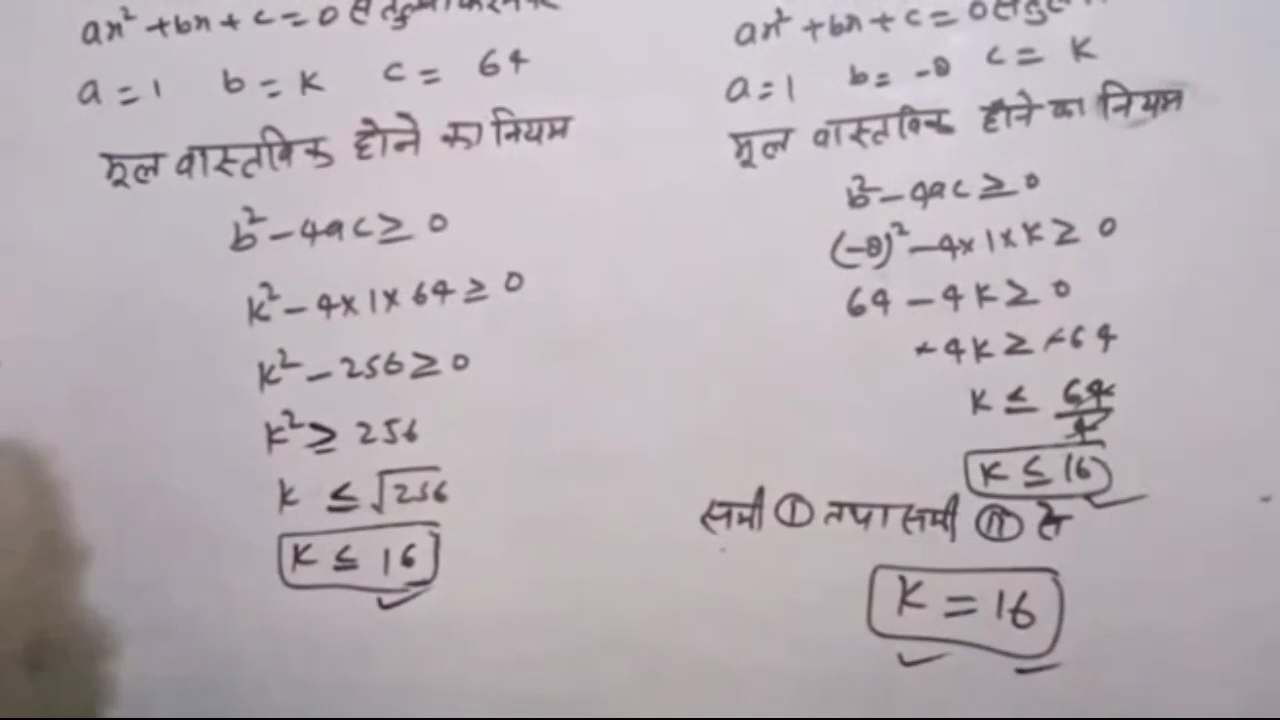 ax² + bx + c = 0 से तुलना करने पर
a = 1 b = K c = 64
मूल वास्तविक होने का नियम
b² - 4ac ≥ 0
K² - 4 × 1 × 64 ≥ 0
K² - 256 ≥ 0
K² ≥ 256
K ≤ √256
K ≤ 16
ax² + bx + c = 0 से
a = 1 b = -8 c = K
मूल वास्तविक होने का नियम
b² - 4ac ≥ 0
(-8)² - 4 × 1 × K ≥ 0
64 - 4K ≥ 0
-4K ≥ -64
K ≤ 64/4
K ≤ 16
समी ① तथा समी ⑪ से
K = 16